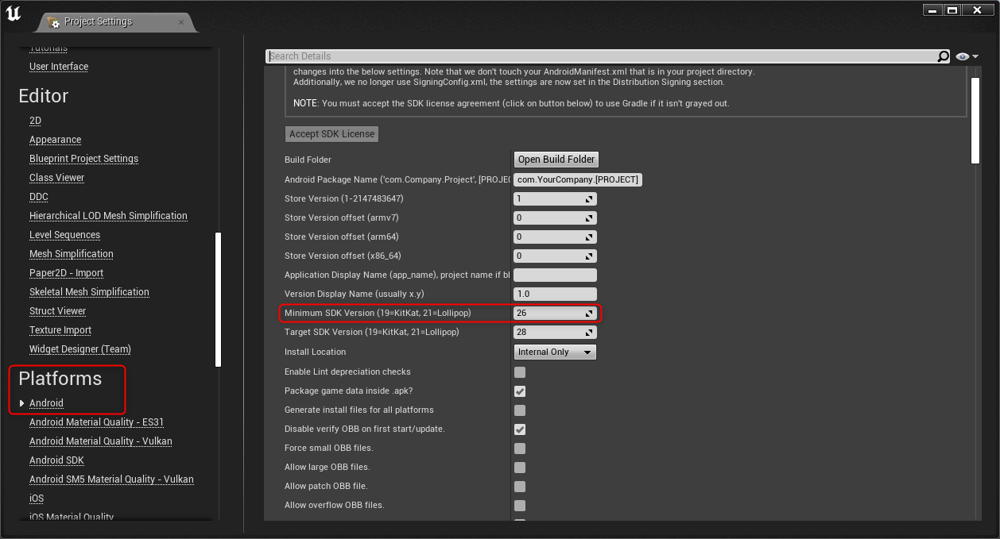 Project Settings
Tutorials
User Interface
Editor
2D
Appearance
Blueprint Project Settings
Class Viewer
DDC
Hierarchical LOD Mesh Simplification
Level Sequences
Mesh Simplification
Paper2D - Import
Skeletal Mesh Simplification
Struct Viewer
Texture Import
Widget Designer (Team)
Platforms
Android
Android Material Quality - ES31
Android Material Quality - Vulkan
Android SDK
Android SM5 Material Quality - Vulkan
iOS
iOS Material Quality
Search Details
changes into the below settings. Note that we don't touch your AndroidManifest.xml that is in your project directory.
Additionally, we no longer use SigningConfig.xml, the settings are now set in the Distribution Signing section.
NOTE: You must accept the SDK license agreement (click on button below) to use Gradle if it isn't grayed out.
Accept SDK License
Build Folder Open Build Folder
Android Package Name ('com.Company.Project', [PROJEC com.YourCompany.[PROJECT]
Store Version (1-2147483647) 1
Store Version offset (armv7) 0
Store Version offset (arm64) 0
Store Version offset (x86_64) 0
Application Display Name (app_name), project name if bl
Version Display Name (usually x.y) 1.0
Minimum SDK Version (19=KitKat, 21=Lollipop) 26
Target SDK Version (19=KitKat, 21=Lollipop) 28
Install Location Internal Only
Enable Lint depreciation checks
Package game data inside .apk?
Generate install files for all platforms
Disable verify OBB on first start/update.
Force small OBB files.
Allow large OBB files.
Allow patch OBB file.
Allow overflow OBB files.